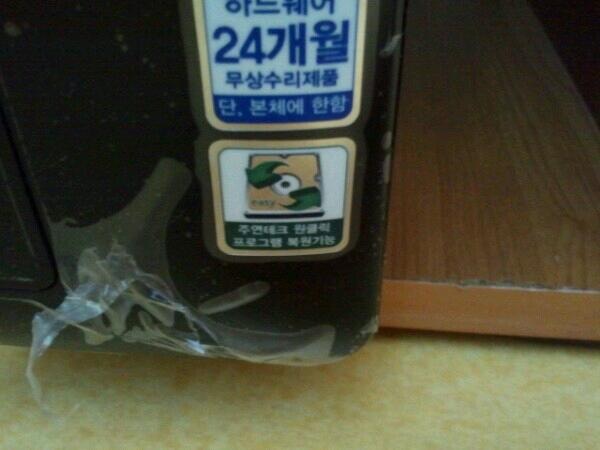 하드웨어
24개월
무상수리제품
단, 본체에 한함
easy
주연테크 원클릭
프로그램 복원기능